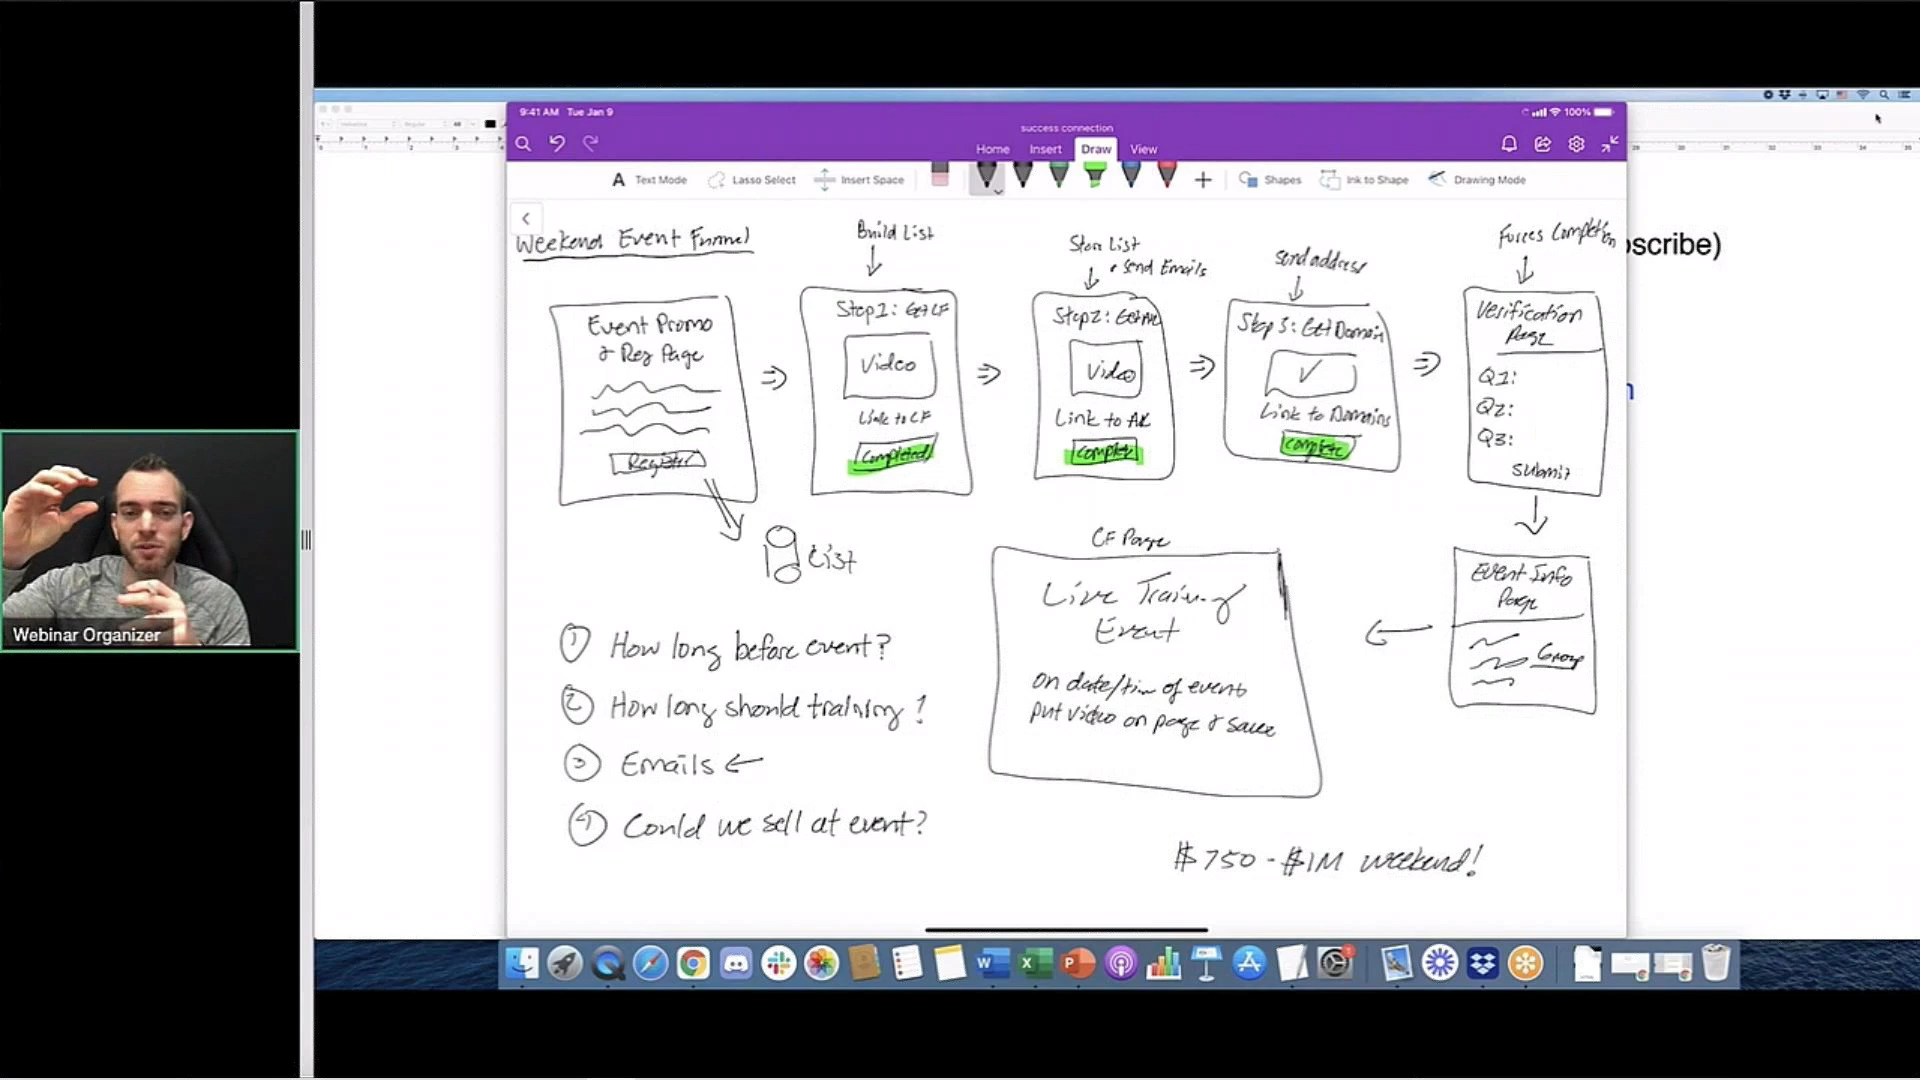 9:41 AM Tue Jan 9
100%
success connection
Home Insert Draw View
Text Mode
Lasso Select
Insert Space
Shapes
Ink to Shape
Drawing Mode
Weekend Event Funnel
Build List
Store List
+ Send Emails
Send address
Forces Completion
bscribe)
Event Promo
& Reg Page
Register
List
Step 1: Get CF
Video
Link to CF
Completed
Step 2: Get AR
Video
Link to AR
Complete
Step 3: Get Domain
Link to Domains
Complete
Verification
Page
Q1:
Q2:
Q3:
Submit
Event Info
Page
Group
CF Page
Live Training
Event
on date/time of event
put video on page & save
1 How long before event?
2 How long should training?
3 Emails
4 Could we sell at event?
$750 - $1M weekend!
Webinar Organizer